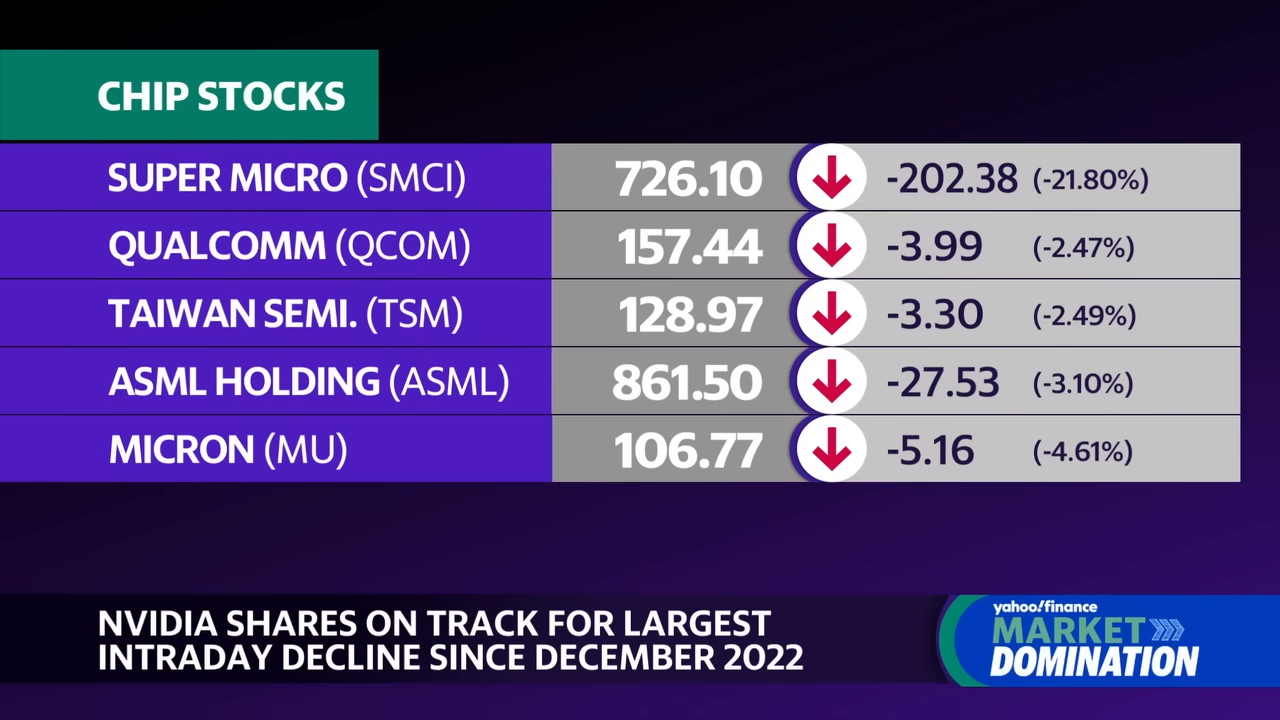 CHIP STOCKS
SUPER MICRO (SMCI) 726.10 -202.38 (-21.80%)
QUALCOMM (QCOM) 157.44 -3.99 (-2.47%)
TAIWAN SEMI. (TSM) 128.97 -3.30 (-2.49%)
ASML HOLDING (ASML) 861.50 -27.53 (-3.10%)
MICRON (MU) 106.77 -5.16 (-4.61%)
NVIDIA SHARES ON TRACK FOR LARGEST
INTRADAY DECLINE SINCE DECEMBER 2022
yahoo!finance
MARKET
DOMINATION